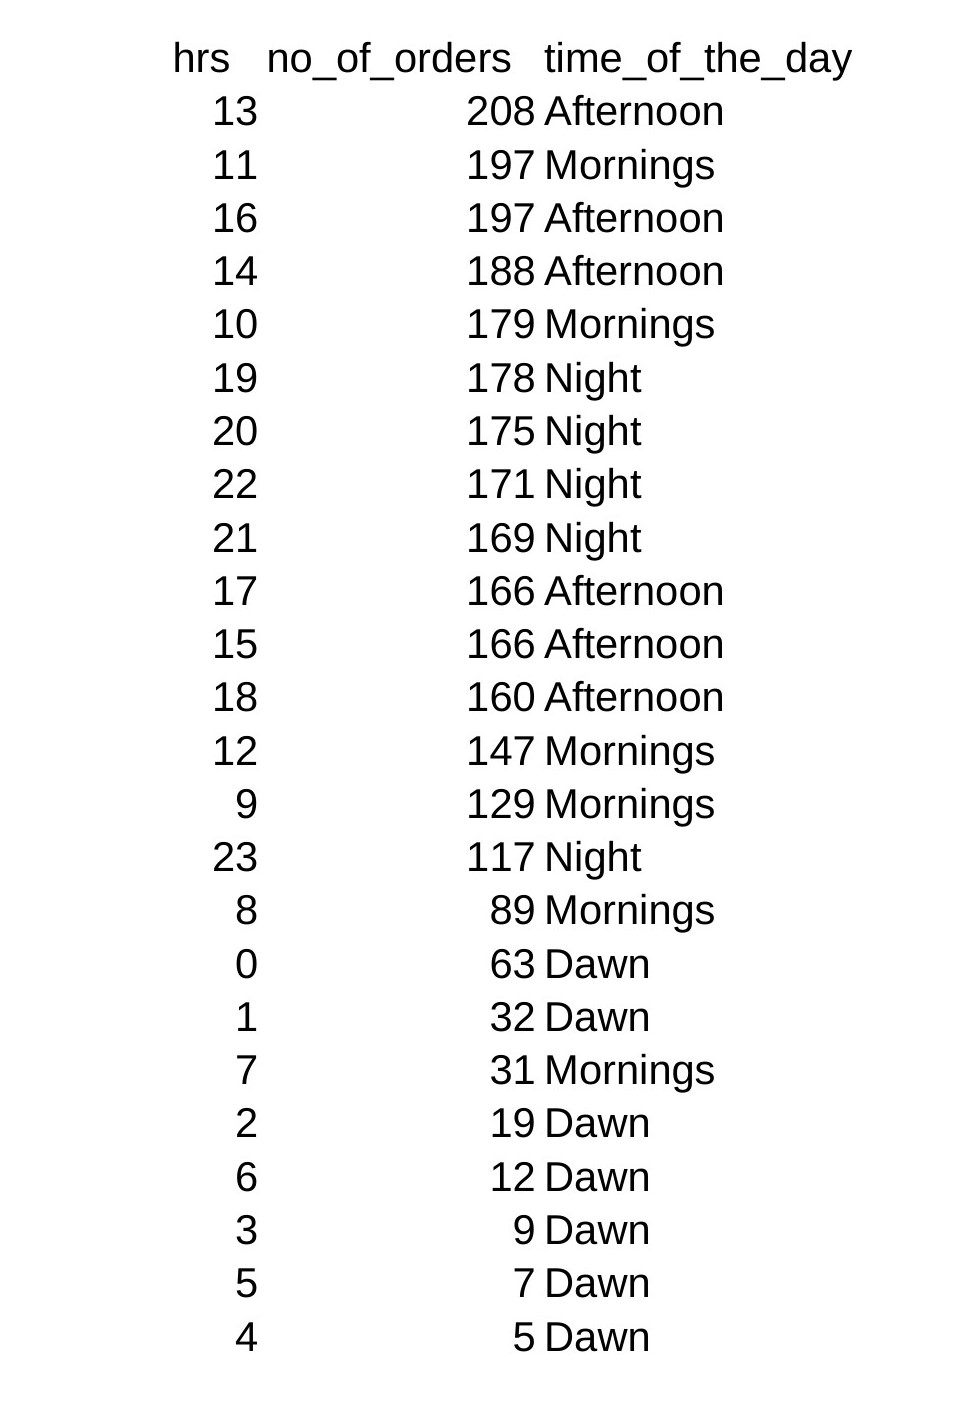 hrs no_of_orders time_of_the_day
13 208 Afternoon
11 197 Mornings
16 197 Afternoon
14 188 Afternoon
10 179 Mornings
19 178 Night
20 175 Night
22 171 Night
21 169 Night
17 166 Afternoon
15 166 Afternoon
18 160 Afternoon
12 147 Mornings
9 129 Mornings
23 117 Night
8 89 Mornings
0 63 Dawn
1 32 Dawn
7 31 Mornings
2 19 Dawn
6 12 Dawn
3 9 Dawn
5 7 Dawn
4 5 Dawn